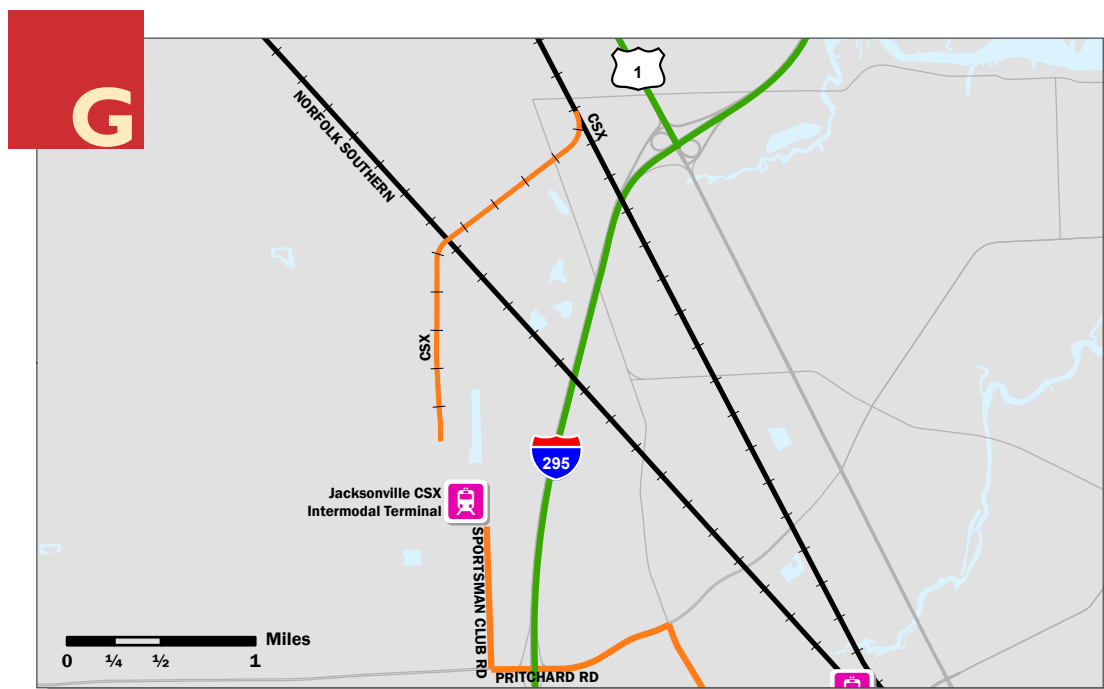 G
1
NORFOLK SOUTHERN
CSX
CSX
295
Jacksonville CSX
Intermodal Terminal
SPORTSMAN CLUB RD
PRITCHARD RD
Miles
0 ¼ ½ 1